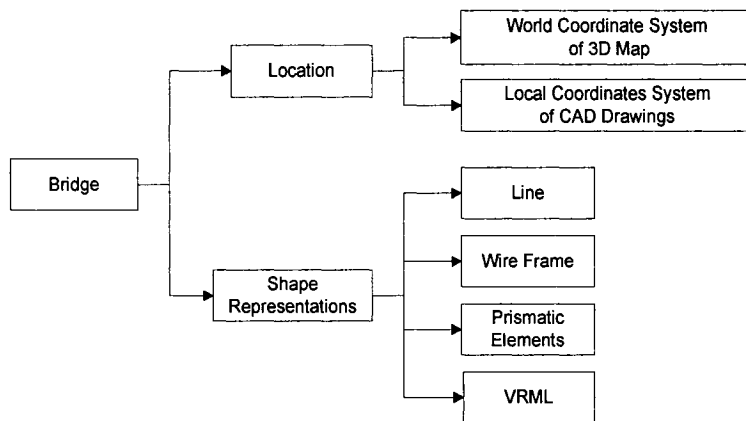 World Coordinate System
of 3D Map
Location
Local Coordinates System
of CAD Drawings
Bridge
Line
Wire Frame
Shape
Representations
Prismatic
Elements
VRML